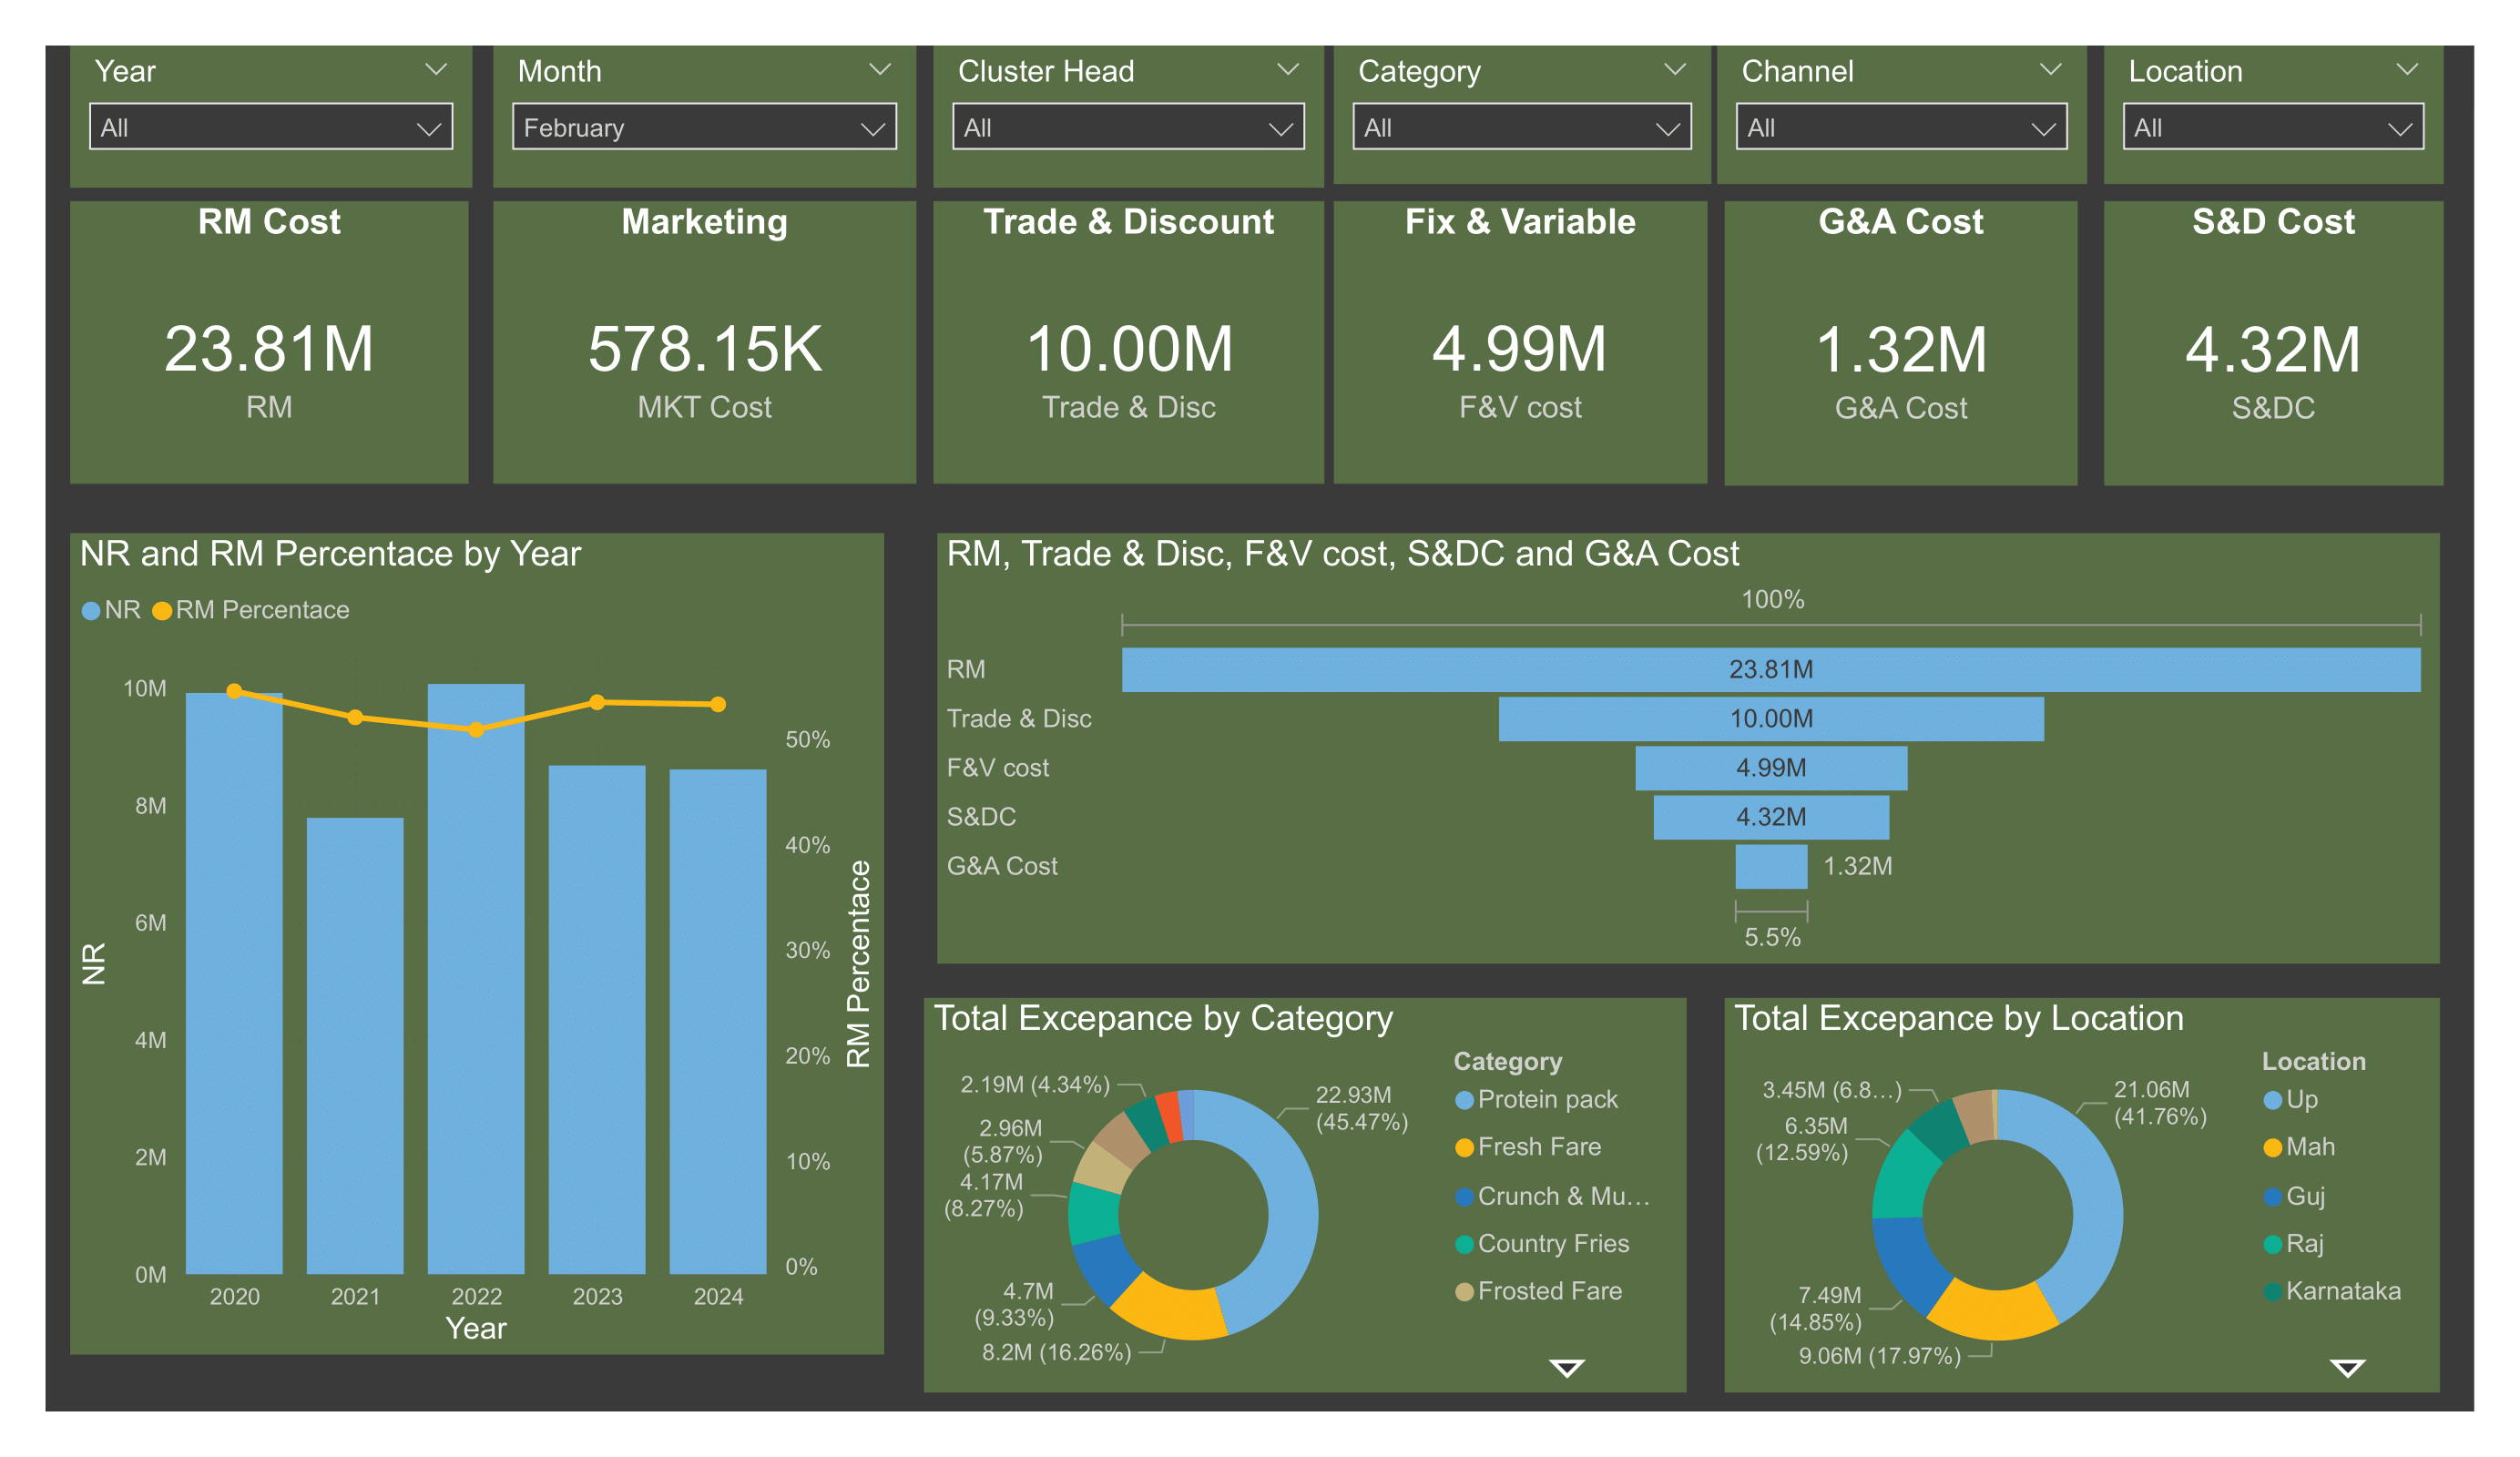 Year
Month
Cluster Head
Category
Channel
Location
All
February
All
All
All
All
RM Cost
Marketing
Trade & Discount
Fix & Variable
G&A Cost
S&D Cost
23.81M
578.15K
10.00M
4.99M
1.32M
4.32M
RM
MKT Cost
Trade & Disc
F&V cost
G&A Cost
S&DC
NR and RM Percentace by Year
NR
RM Percentace
10M
8M
6M
4M
2M
0M
NR
50%
40%
30%
20%
10%
0%
RM Percentace
2020
2021
2022
2023
2024
Year
RM, Trade & Disc, F&V cost, S&DC and G&A Cost
100%
RM
23.81M
Trade & Disc
10.00M
F&V cost
4.99M
S&DC
4.32M
G&A Cost
1.32M
5.5%
Total Excepance by Category
2.19M (4.34%)
2.96M
(5.87%)
4.17M
(8.27%)
4.7M
(9.33%)
8.2M (16.26%)
22.93M
(45.47%)
Category
Protein pack
Fresh Fare
Crunch & Mu...
Country Fries
Frosted Fare
Total Excepance by Location
3.45M (6.8...)
6.35M
(12.59%)
7.49M
(14.85%)
9.06M (17.97%)
21.06M
(41.76%)
Location
Up
Mah
Guj
Raj
Karnataka